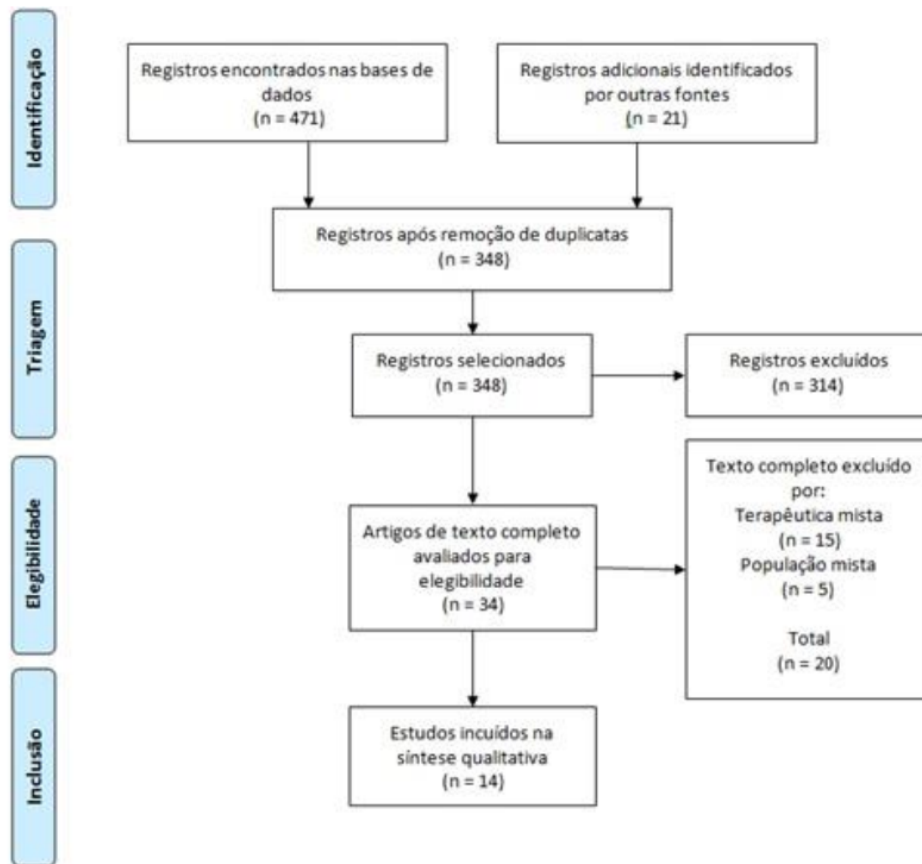 Identificação
Registros encontrados nas bases de
dados
(n = 471)
Registros adicionais identificados
por outras fontes
(n = 21)
Registros após remoção de duplicatas
(n = 348)
Triagem
Registros selecionados
(n = 348)
Registros excluídos
(n = 314)
Elegibilidade
Artigos de texto completo
avaliados para
elegibilidade
(n = 34)
Texto completo excluído
por:
Terapêutica mista
(n = 15)
População mista
(n = 5)
Total
(n = 20)
Inclusão
Estudos incuídos na
síntese qualitativa
(n = 14)